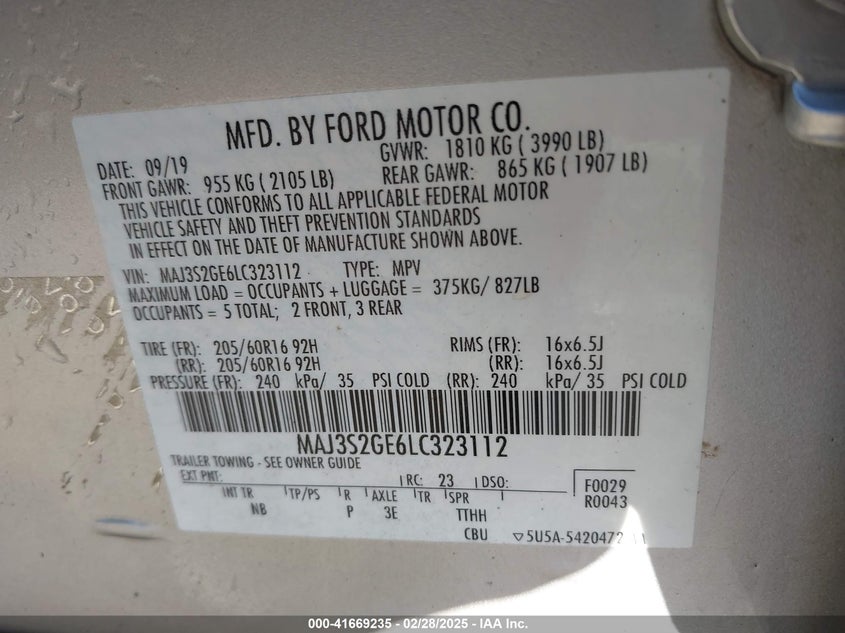 MFD. BY FORD MOTOR CO.
DATE: 09/19 GVWR: 1810 KG ( 3990 LB)
FRONT GAWR: 955 KG ( 2105 LB) REAR GAWR: 865 KG ( 1907 LB)
THIS VEHICLE CONFORMS TO ALL APPLICABLE FEDERAL MOTOR
VEHICLE SAFETY AND THEFT PREVENTION STANDARDS
IN EFFECT ON THE DATE OF MANUFACTURE SHOWN ABOVE.
VIN: MAJ3S2GE6LC323112 TYPE: MPV
MAXIMUM LOAD = OCCUPANTS + LUGGAGE = 375KG/ 827LB
OCCUPANTS = 5 TOTAL; 2 FRONT, 3 REAR
TIRE (FR): 205/60R16 92H RIMS (FR): 16x6.5J
(RR): 205/60R16 92H (RR): 16x6.5J
PRESSURE (FR): 240 kPa/ 35 PSI COLD (RR): 240 kPa/ 35 PSI COLD
MAJ3S2GE6LC323112
TRAILER TOWING - SEE OWNER GUIDE
EXT PNT: RC: 23 DSO: F0029
INT TR TP/PS R AXLE TR SPR R0043
NB P 3E TTHH
CBU 5U5A-5420472
000-41669235 - 02/28/2025 - IAA Inc.